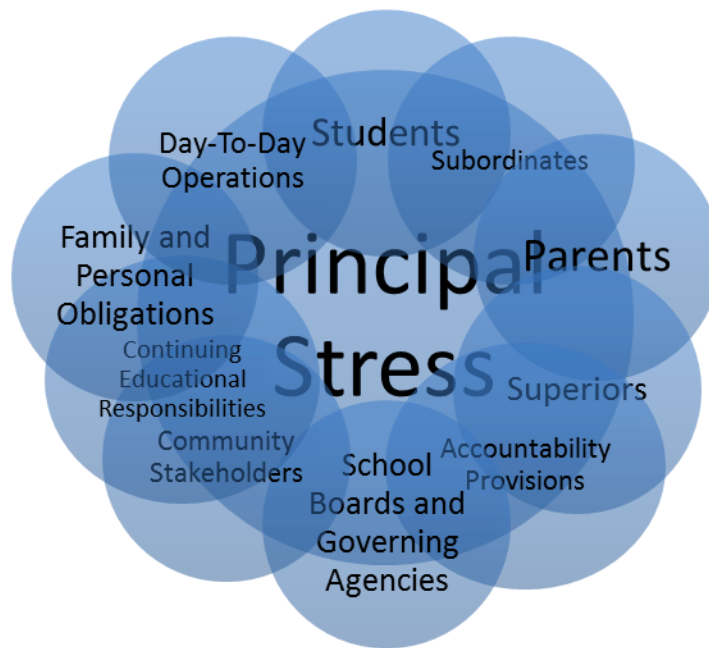 Students
Subordinates
Parents
Superiors
Accountability
Provisions
School
Boards and
Governing
Agencies
Community
Stakeholders
Continuing
Educational
Responsibilities
Family and
Personal
Obligations
Day-To-Day
Operations
Principal
Stress